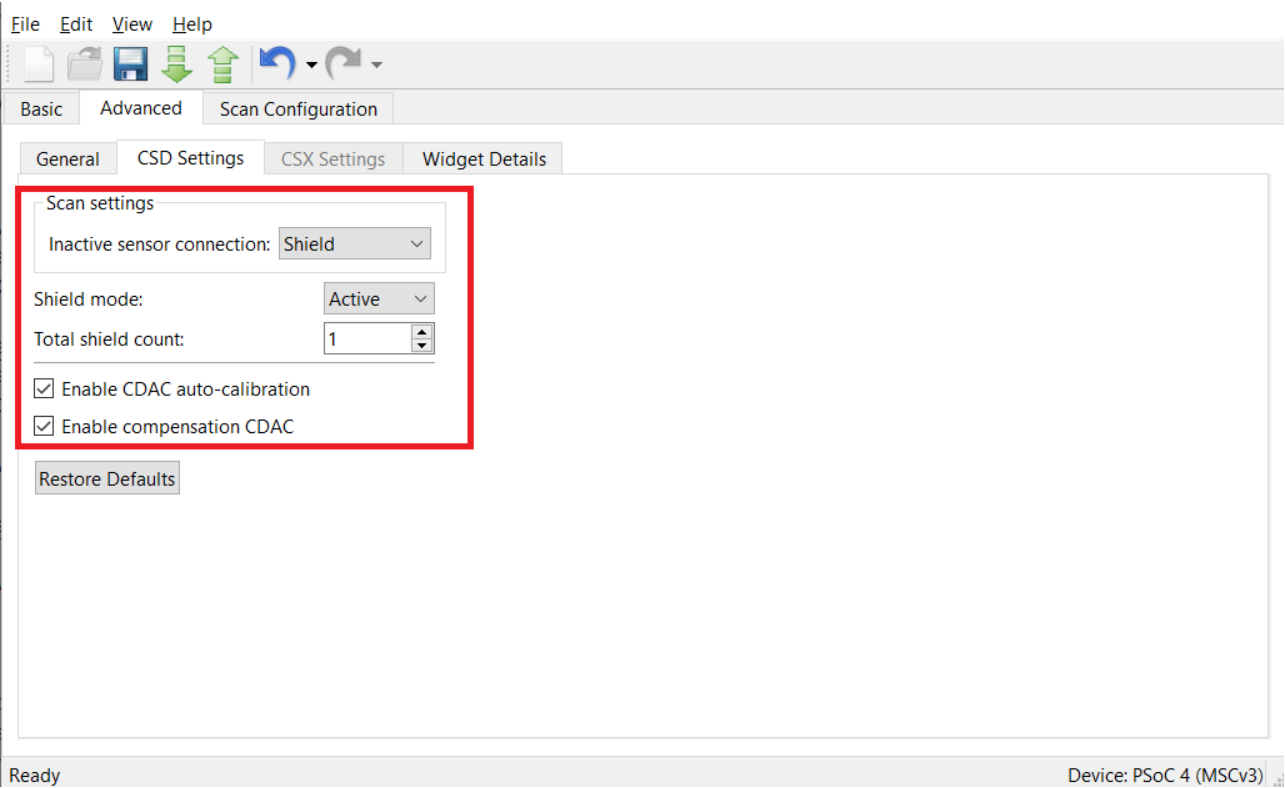 File Edit View Help
Basic Advanced Scan Configuration
General CSD Settings CSX Settings Widget Details
Scan settings
Inactive sensor connection: Shield
Shield mode: Active
Total shield count: 1
Enable CDAC auto-calibration
Enable compensation CDAC
Restore Defaults
Ready Device: PSoC 4 (MSCv3)